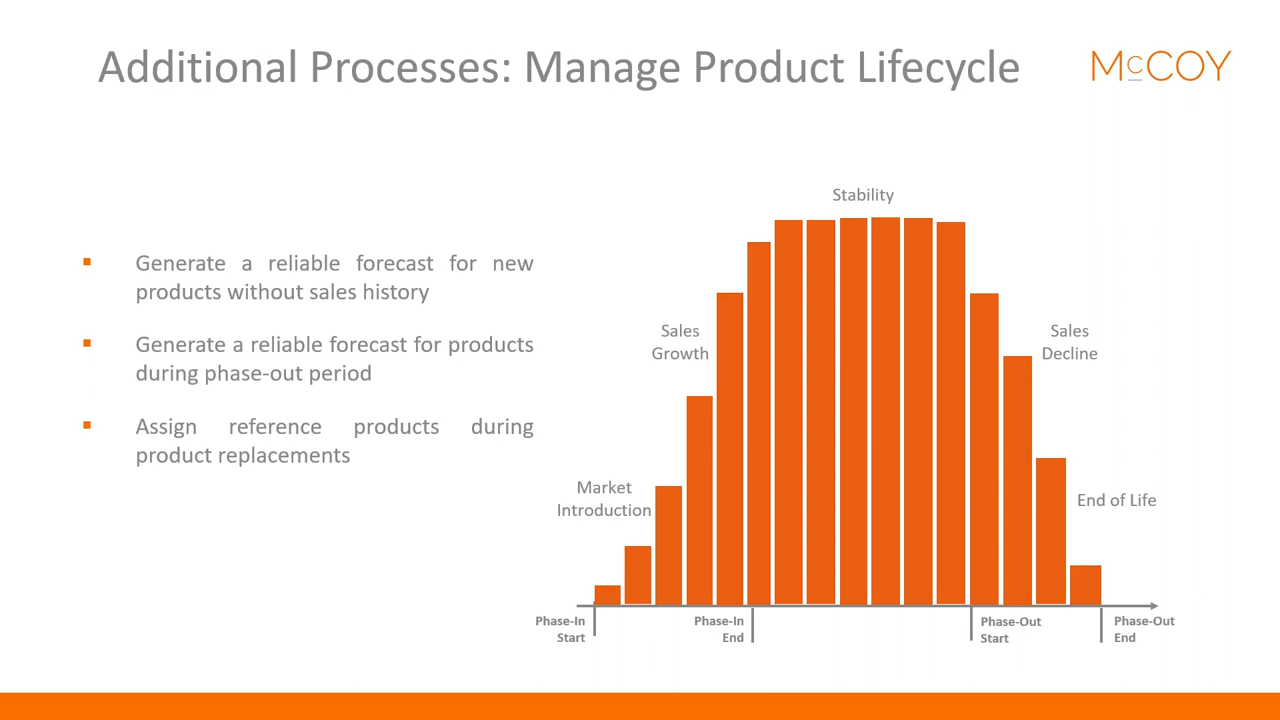 Additional Processes: Manage Product Lifecycle
McCOY
Generate a reliable forecast for new
products without sales history
Generate a reliable forecast for products
during phase-out period
Assign reference products during
product replacements
Stability
Sales
Growth
Sales
Decline
Market
Introduction
End of Life
Phase-In
Start
Phase-In
End
Phase-Out
Start
Phase-Out
End